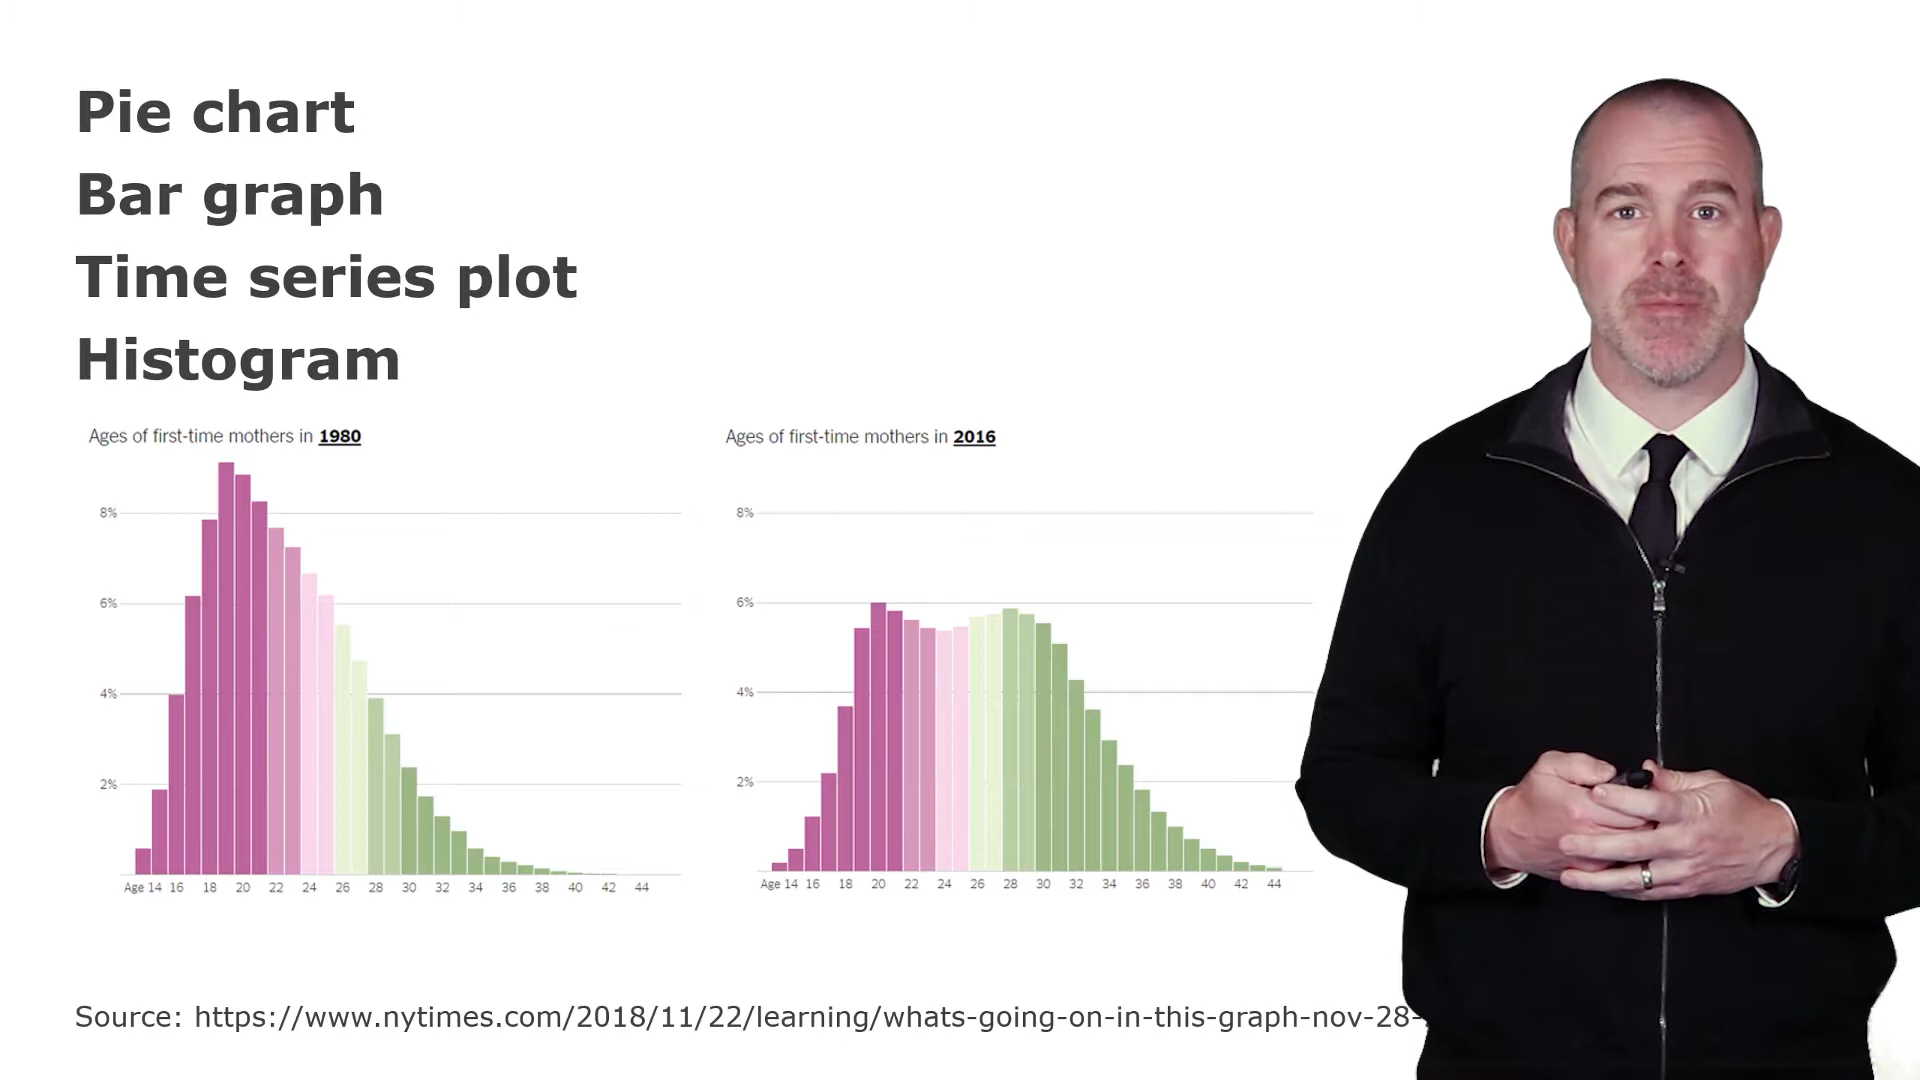 Pie chart
Bar graph
Time series plot
Histogram
Ages of first-time mothers in 1980
8%
6%
4%
2%
Age 14 16 18 20 22 24 26 28 30 32 34 36 38 40 42 44
Ages of first-time mothers in 2016
8%
6%
4%
2%
Age 14 16 18 20 22 24 26 28 30 32 34 36 38 40 42 44
Source: https://www.nytimes.com/2018/11/22/learning/whats-going-on-in-this-graph-nov-28-